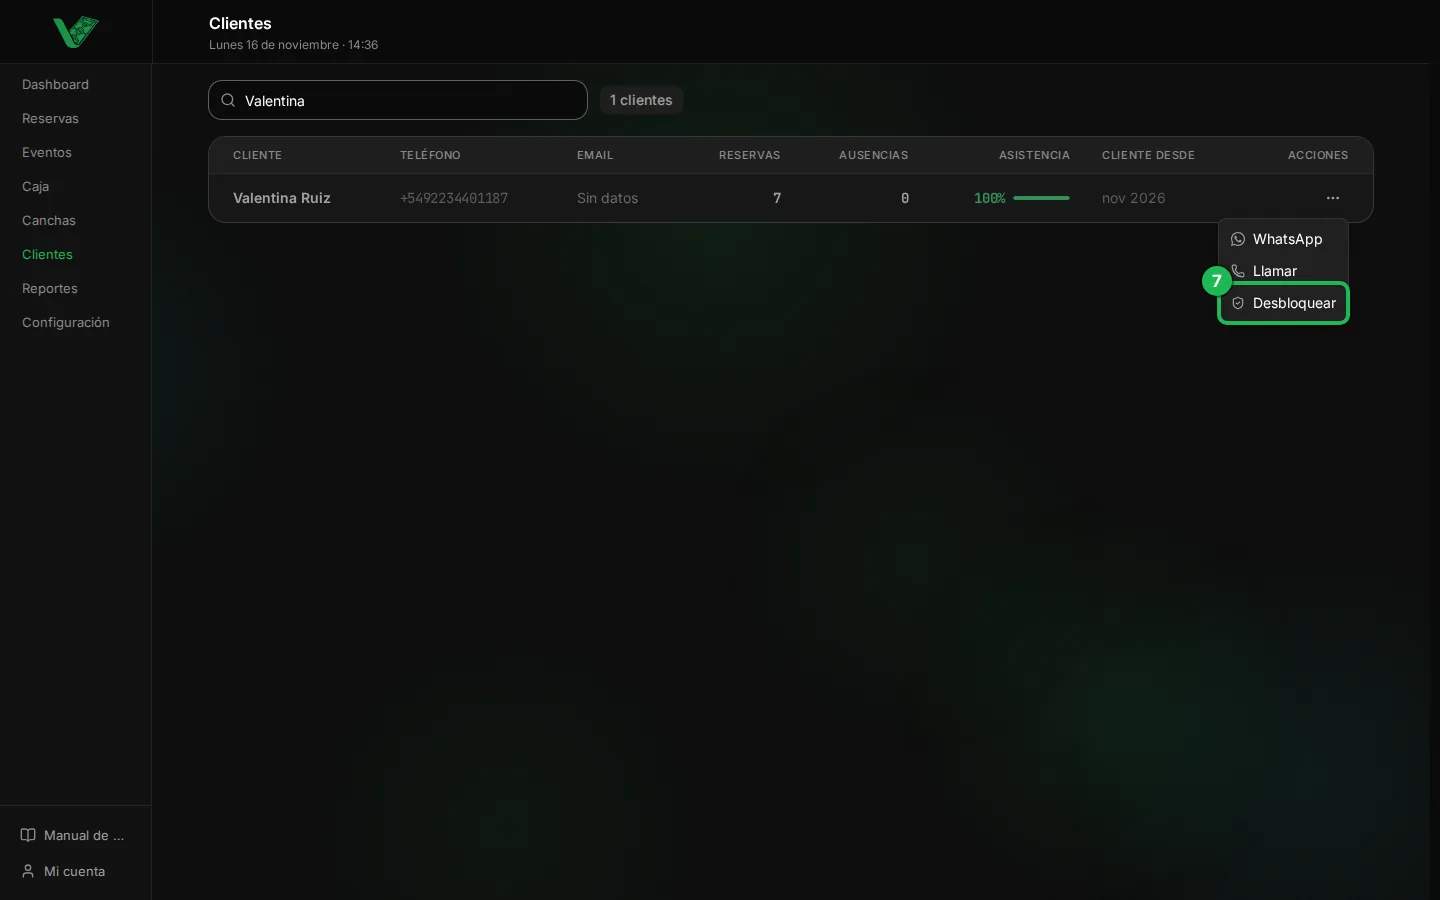 Clientes
Lunes 16 de noviembre · 14:36
Dashboard
Reservas
Eventos
Caja
Canchas
Clientes
Reportes
Configuración
Manual de ...
Mi cuenta
Valentina
1 clientes
CLIENTE TELÉFONO EMAIL RESERVAS AUSENCIAS ASISTENCIA CLIENTE DESDE ACCIONES
Valentina Ruiz +5492234401187 Sin datos 7 0 100% nov 2026 ...
WhatsApp
Llamar
7
Desbloquear